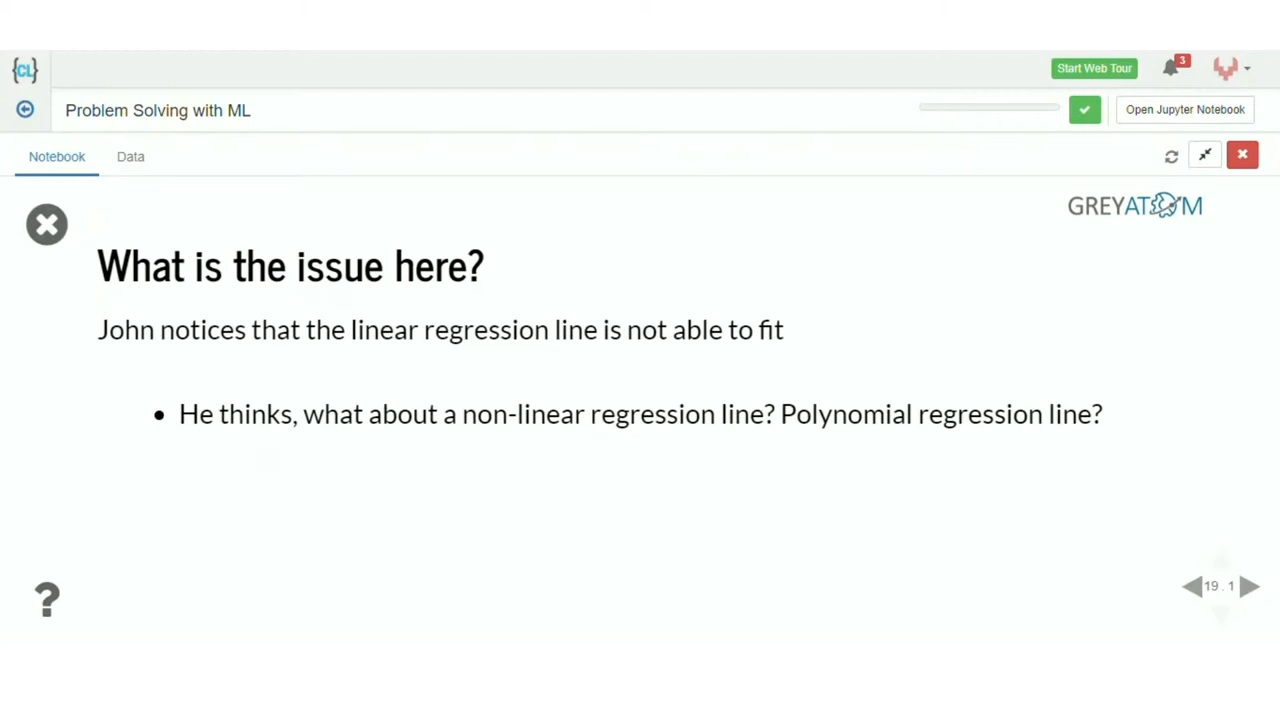 {CL}
Start Web Tour
3
Problem Solving with ML
Open Jupyter Notebook
Notebook
Data
GREYATOM
What is the issue here?
John notices that the linear regression line is not able to fit
• He thinks, what about a non-linear regression line? Polynomial regression line?
?
19 . 1